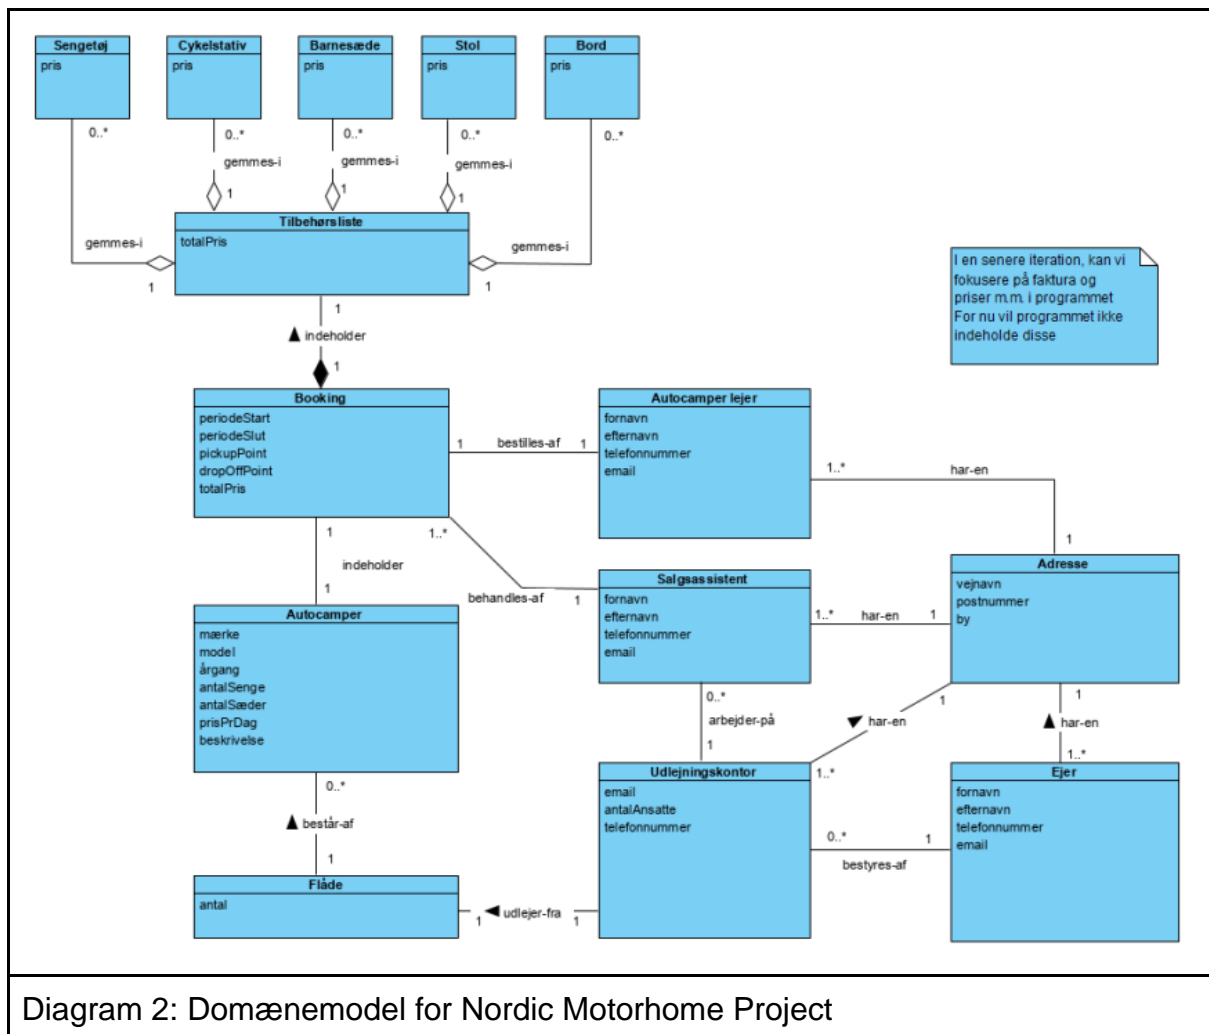 Sengetøj
pris
Cykelstativ
pris
Barnesæde
pris
Stol
pris
Bord
pris
0..*
0..*
0..*
0..*
0..*
gemmes-i
gemmes-i
gemmes-i
1
1
1
Tilbehørsliste
totalPris
gemmes-i
1
gemmes-i
1
I en senere iteration, kan vi
fokusere på faktura og
priser m.m. i programmet
For nu vil programmet ikke
indeholde disse
1
indeholder
1
Booking
periodeStart
periodeSlut
pickupPoint
dropOffPoint
totalPris
1 bestilles-af 1
Autocamper lejer
fornavn
efternavn
telefonnummer
email
1..*
har-en
1
1
indeholder
1
1..*
behandles-af
1
Salgsassistent
fornavn
efternavn
telefonnummer
email
1..* har-en 1
Adresse
vejnavn
postnummer
by
Autocamper
mærke
model
årgang
antalSenge
antalSæder
prisPrDag
beskrivelse
0..*
arbejder-på
1
1
har-en
1..*
1
har-en
1..*
0..*
består-af
1
Udlejningskontor
email
antalAnsatte
telefonnummer
0..* 1
bestyres-af
Ejer
fornavn
efternavn
telefonnummer
email
Flåde
antal
1 udlejer-fra 1
Diagram 2: Domænemodel for Nordic Motorhome Project